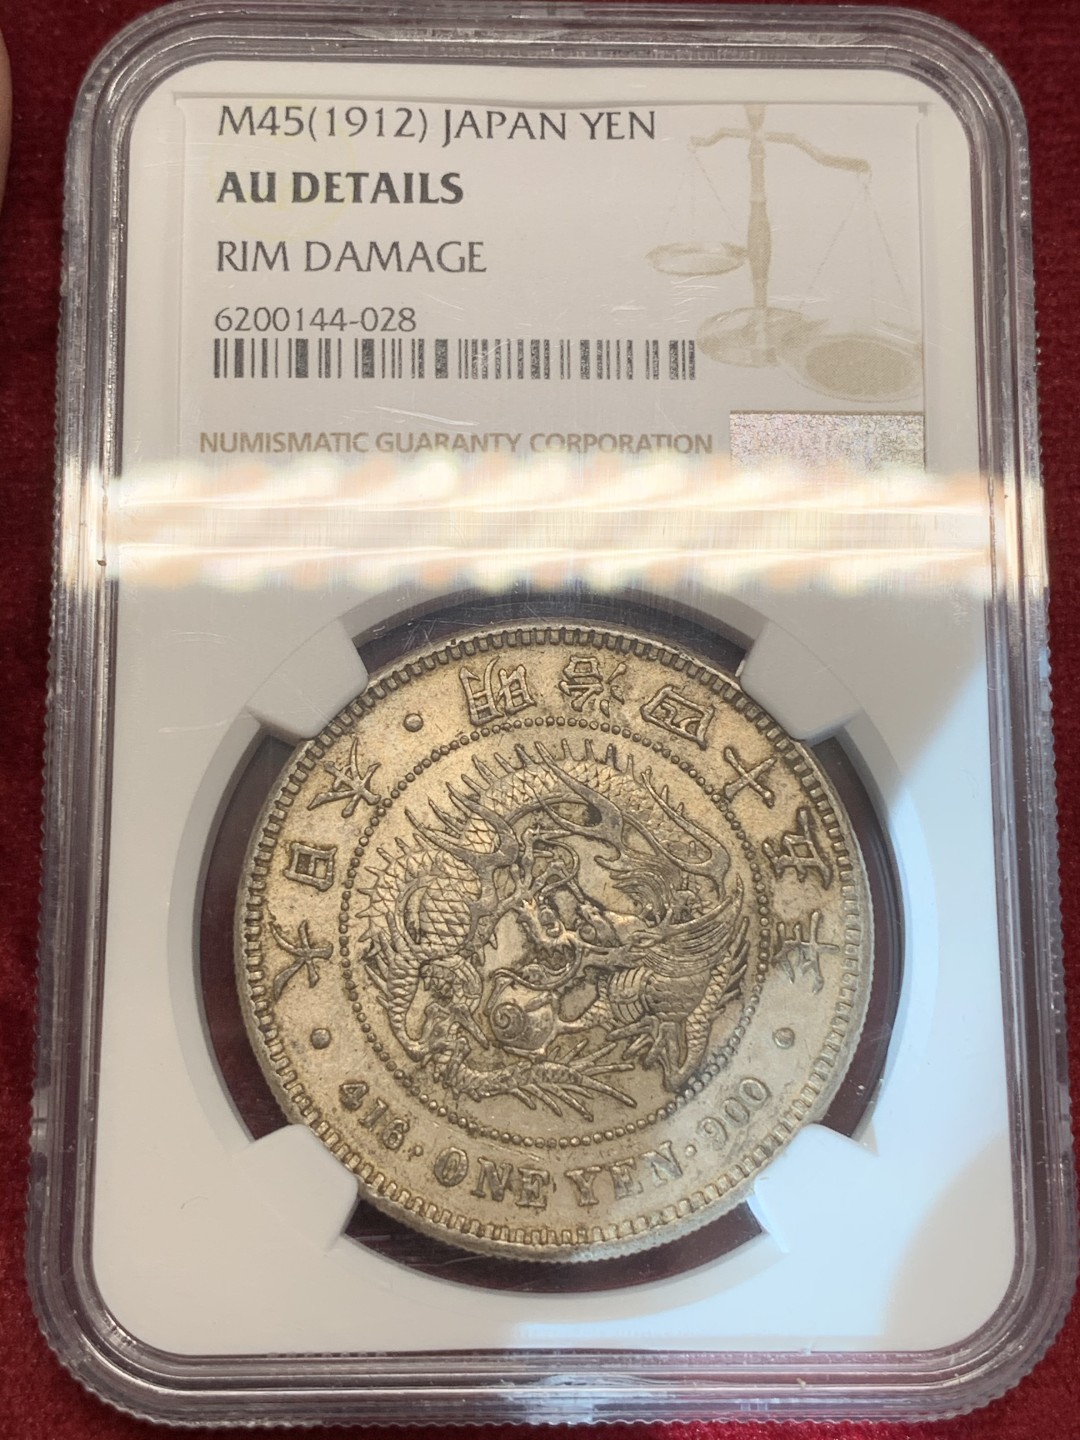 M45(1912) JAPAN YEN
AU DETAILS
RIM DAMAGE
6200144-028
NUMISMATIC GUARANTY CORPORATION
大日本・明治四十五年・
416・ONE YEN・900